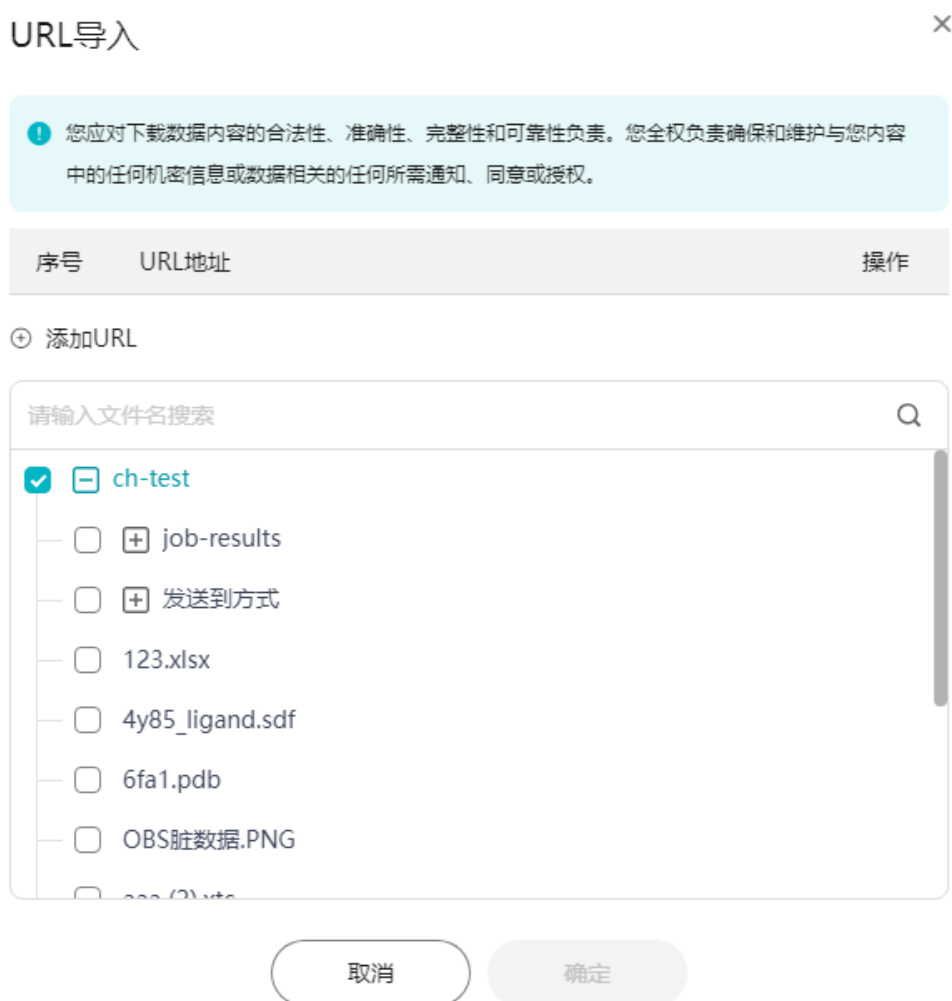 URL导入
您应对下载数据内容的合法性、准确性、完整性和可靠性负责。您全权负责确保和维护与您内容
中的任何机密信息或数据相关的任何所需通知、同意或授权。
序号 URL地址 操作
添加URL
请输入文件名搜索
ch-test
job-results
发送到方式
123.xlsx
4y85_ligand.sdf
6fa1.pdb
OBS脏数据.PNG
取消 确定